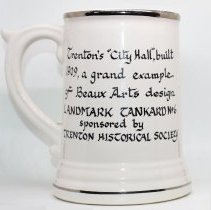 Trenton's "City Hall", built
1909, a grand example
of Beaux Arts design
LANDMARK TANKARD No 6
sponsored by
TRENTON HISTORICAL SOCIETY